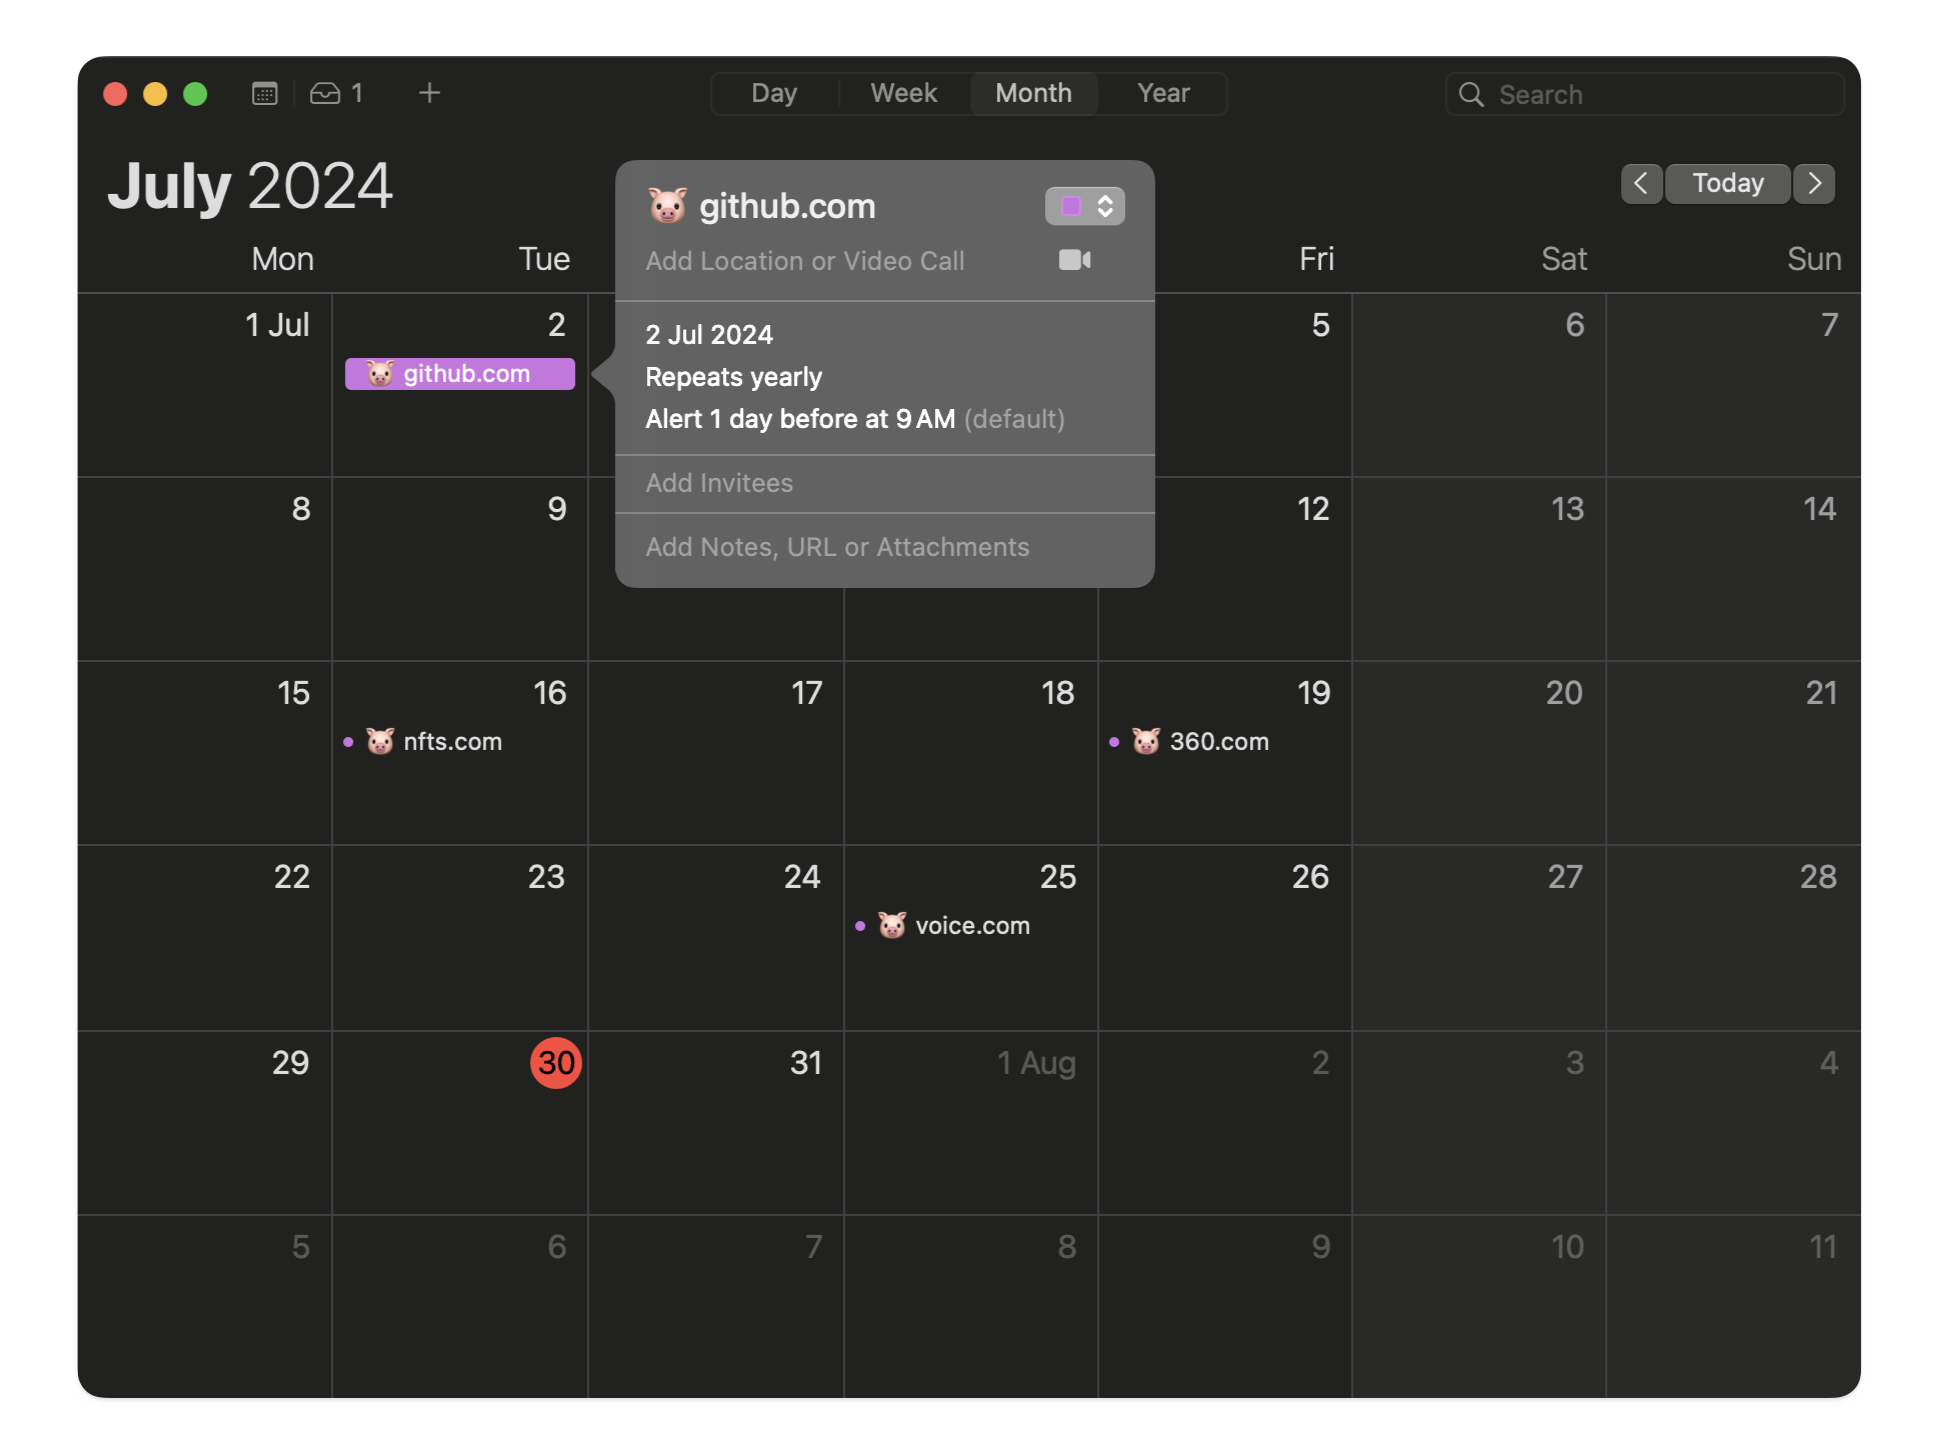 1
Day Week Month Year
Search
July 2024
Today
Mon Tue Fri Sat Sun
github.com
Add Location or Video Call
2 Jul 2024
Repeats yearly
Alert 1 day before at 9 AM (default)
Add Invitees
Add Notes, URL or Attachments
1 Jul 2 5 6 7
github.com
8 9 12 13 14
15 16 17 18 19 20 21
nfts.com 360.com
22 23 24 25 26 27 28
voice.com
29 30 31 1 Aug 2 3 4
5 6 7 8 9 10 11